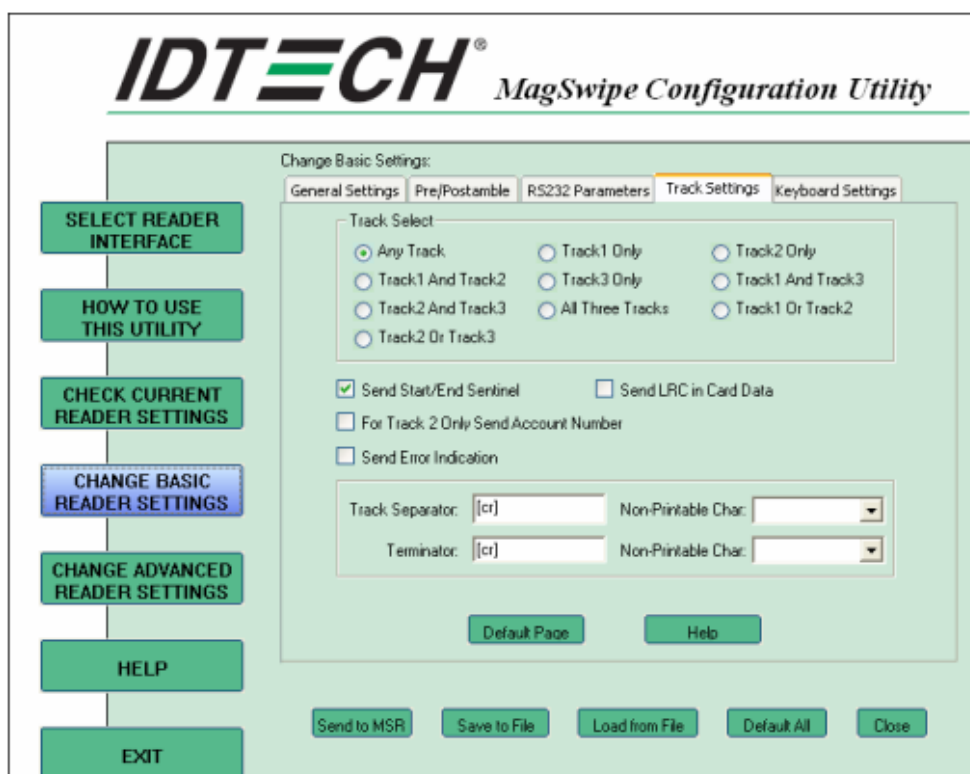 IDTECH®
MagSwipe Configuration Utility
Change Basic Settings:
General Settings Pre/Postamble RS232 Parameters Track Settings Keyboard Settings
SELECT READER
INTERFACE
HOW TO USE
THIS UTILITY
CHECK CURRENT
READER SETTINGS
CHANGE BASIC
READER SETTINGS
CHANGE ADVANCED
READER SETTINGS
HELP
EXIT
Track Select
Any Track Track1 Only Track2 Only
Track1 And Track2 Track3 Only Track1 And Track3
Track2 And Track3 All Three Tracks Track1 Or Track2
Track2 Or Track3
Send Start/End Sentinel Send LRC in Card Data
For Track 2 Only Send Account Number
Send Error Indication
Track Separator: [cr] Non-Printable Char:
Terminator: [cr] Non-Printable Char:
Default Page Help
Send to MSR Save to File Load from File Default All Close